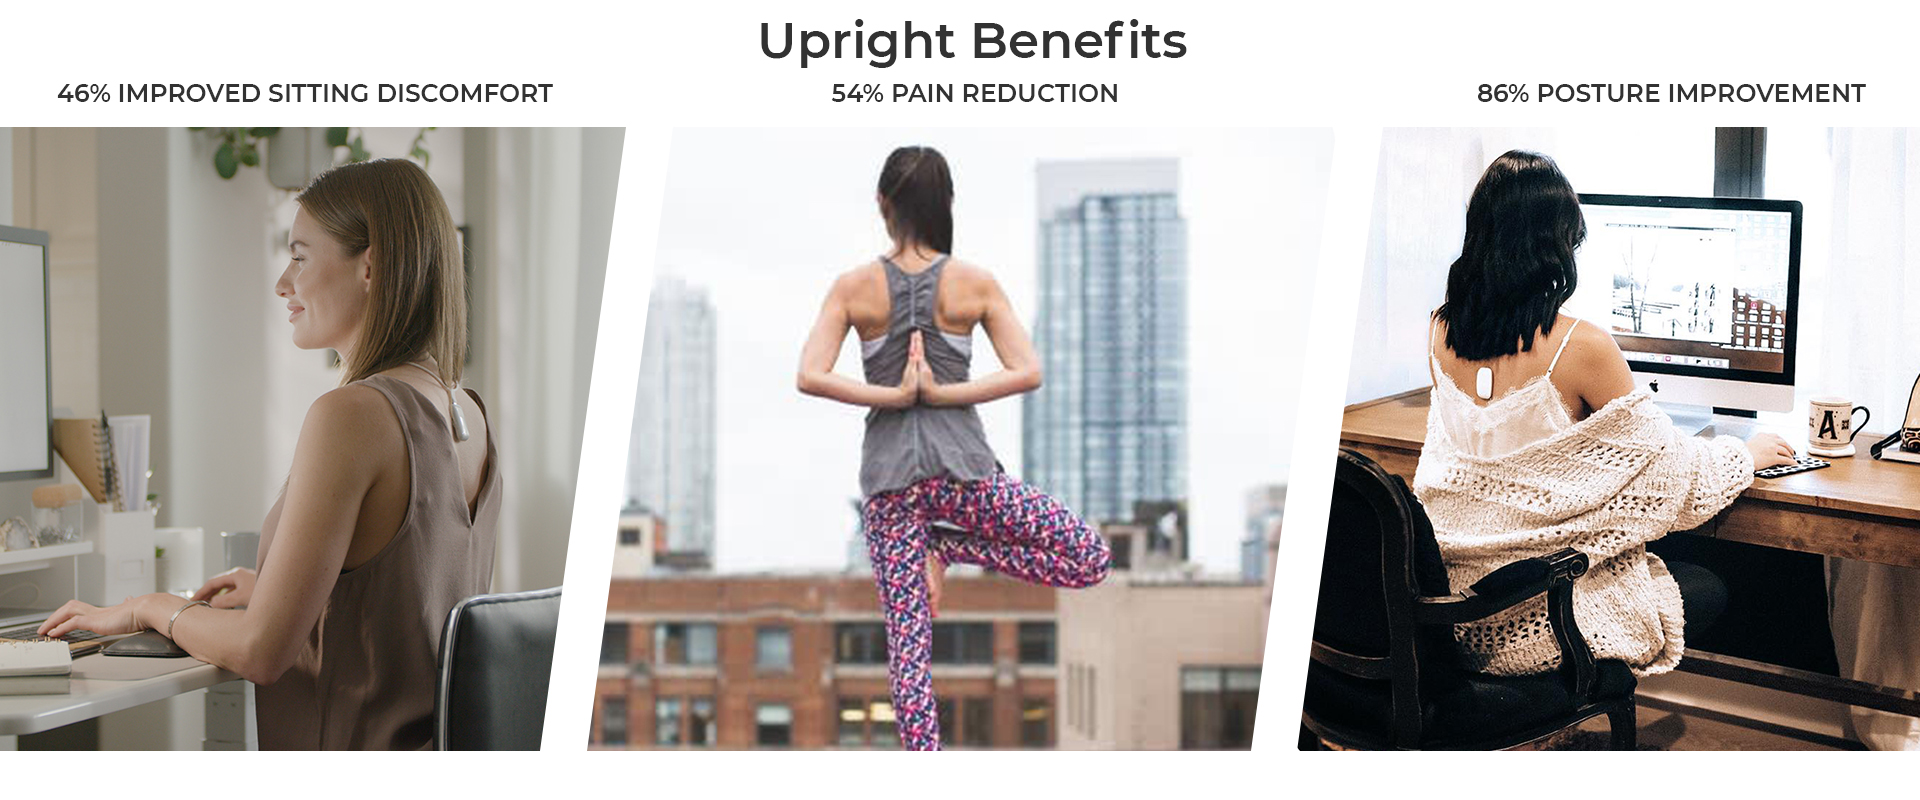 Upright Benefits
46% IMPROVED SITTING DISCOMFORT
54% PAIN REDUCTION
86% POSTURE IMPROVEMENT
A